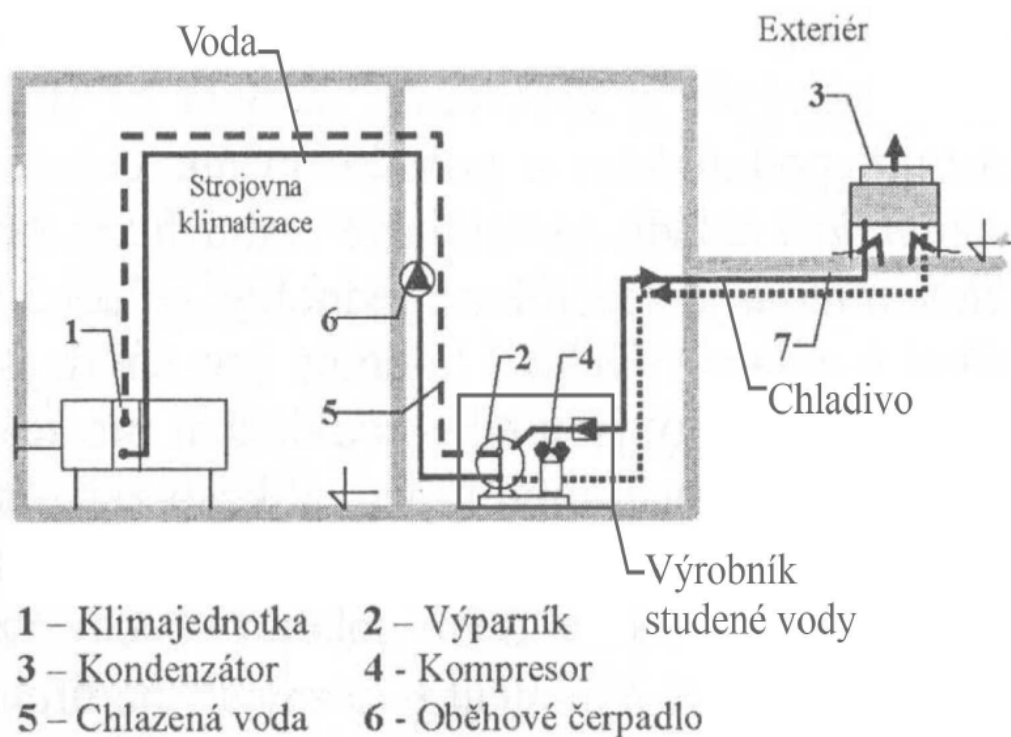 Voda
Exteriér
3
Strojovna
klimatizace
1
6
2
4
7
5
Chladivo
Výrobník
studené vody
1 – Klimajednotka 2 – Výparník
3 – Kondenzátor 4 - Kompresor
5 – Chlazená voda 6 - Oběhové čerpadlo